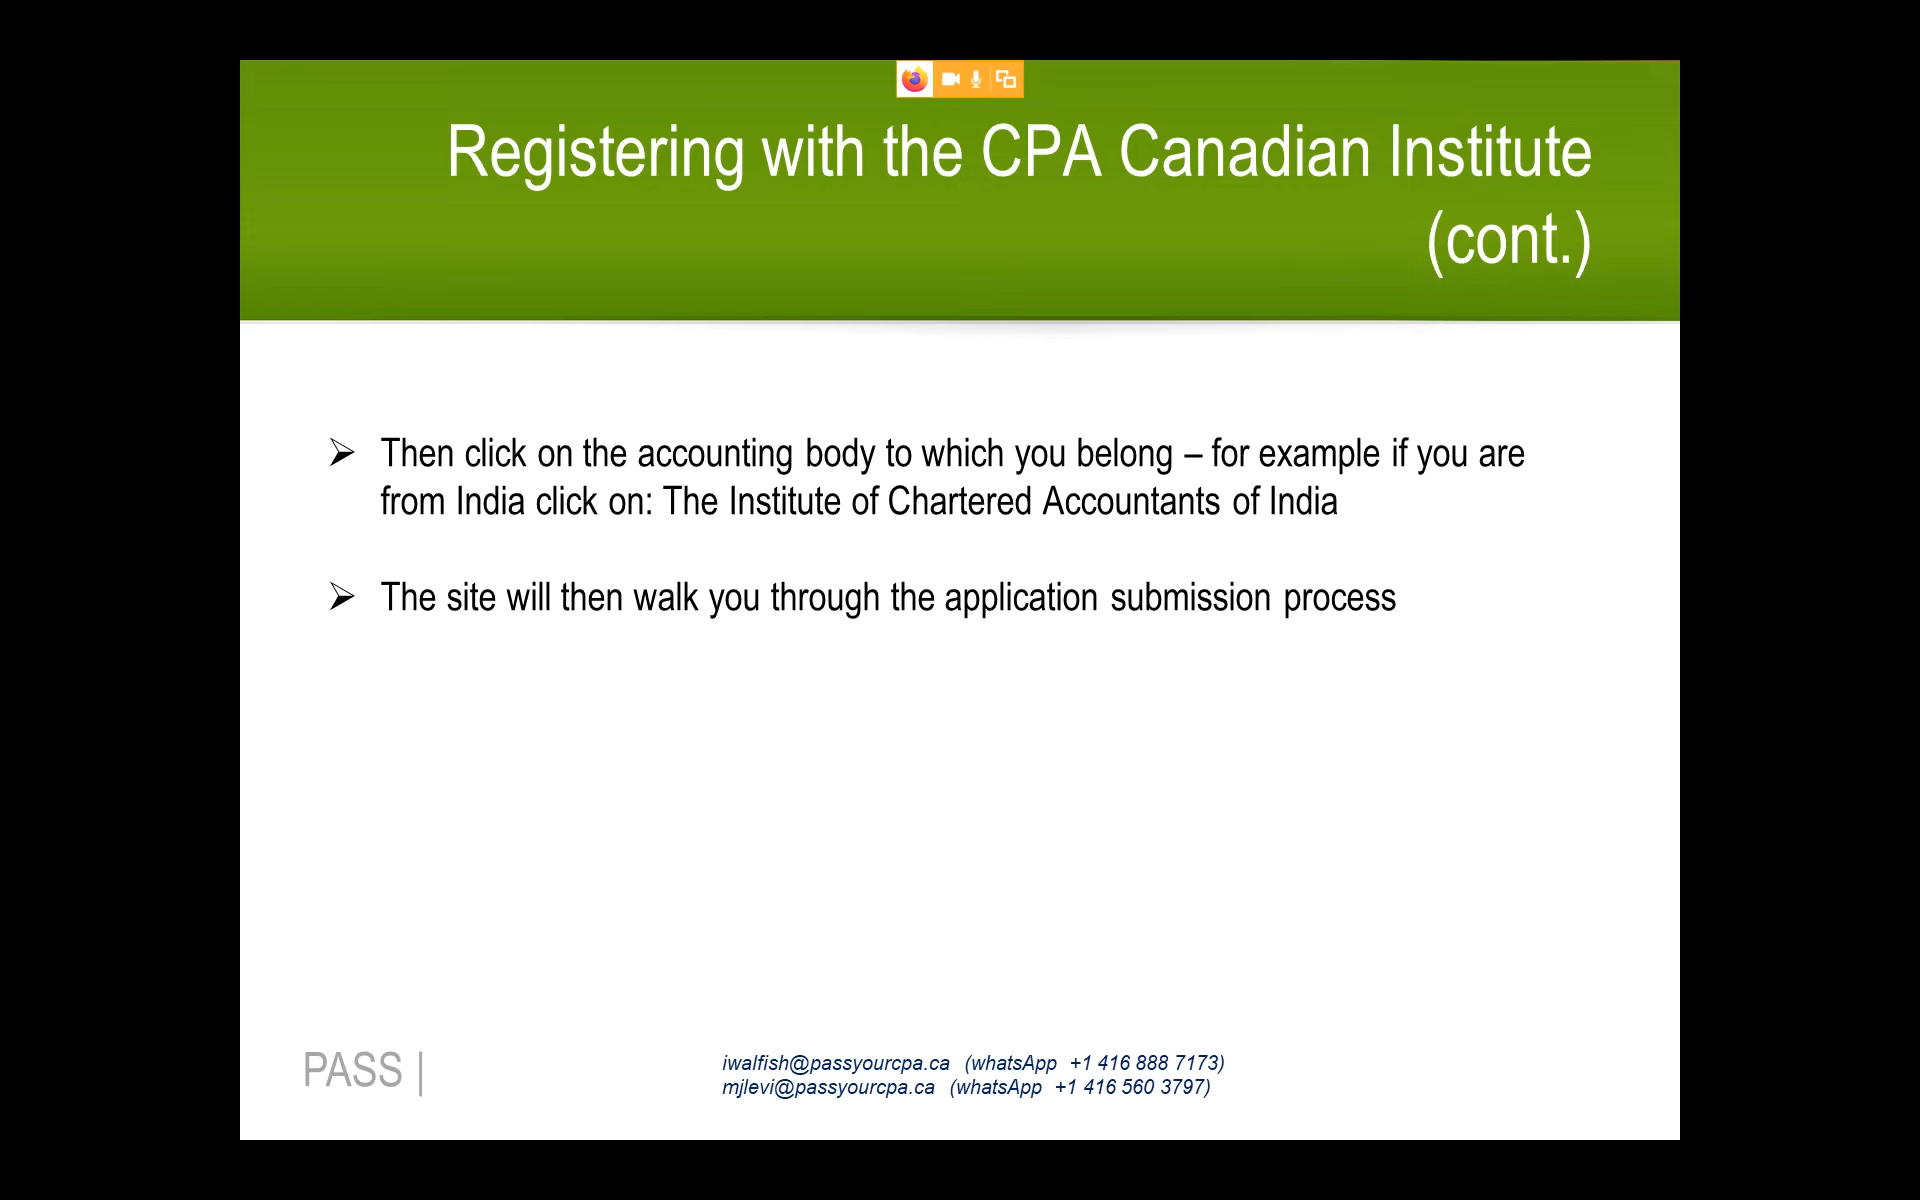 Registering with the CPA Canadian Institute
(cont.)
➢ Then click on the accounting body to which you belong – for example if you are
from India click on: The Institute of Chartered Accountants of India
➢ The site will then walk you through the application submission process
PASS |
iwalfish@passyourcpa.ca (whatsApp +1 416 888 7173)
mjlevi@passyourcpa.ca (whatsApp +1 416 560 3797)